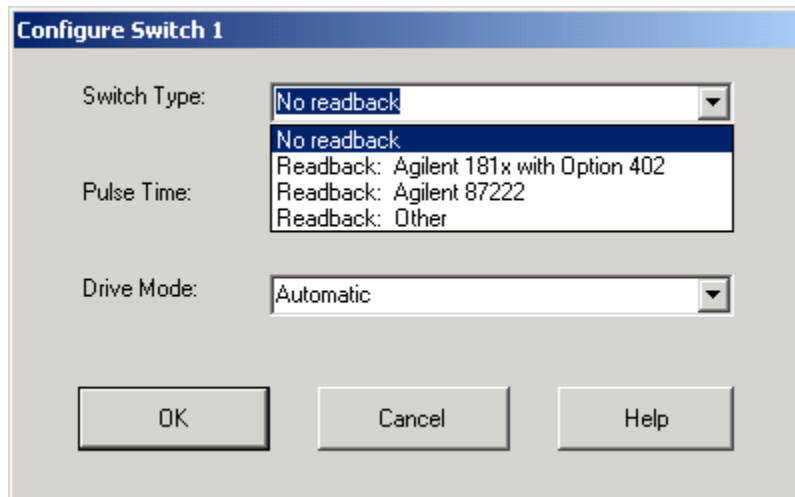 Configure Switch 1
Switch Type:
No readback
No readback
Readback:  Agilent 181x with Option 402
Readback:  Agilent 87222
Readback:  Other
Pulse Time:
Drive Mode:
Automatic
OK
Cancel
Help